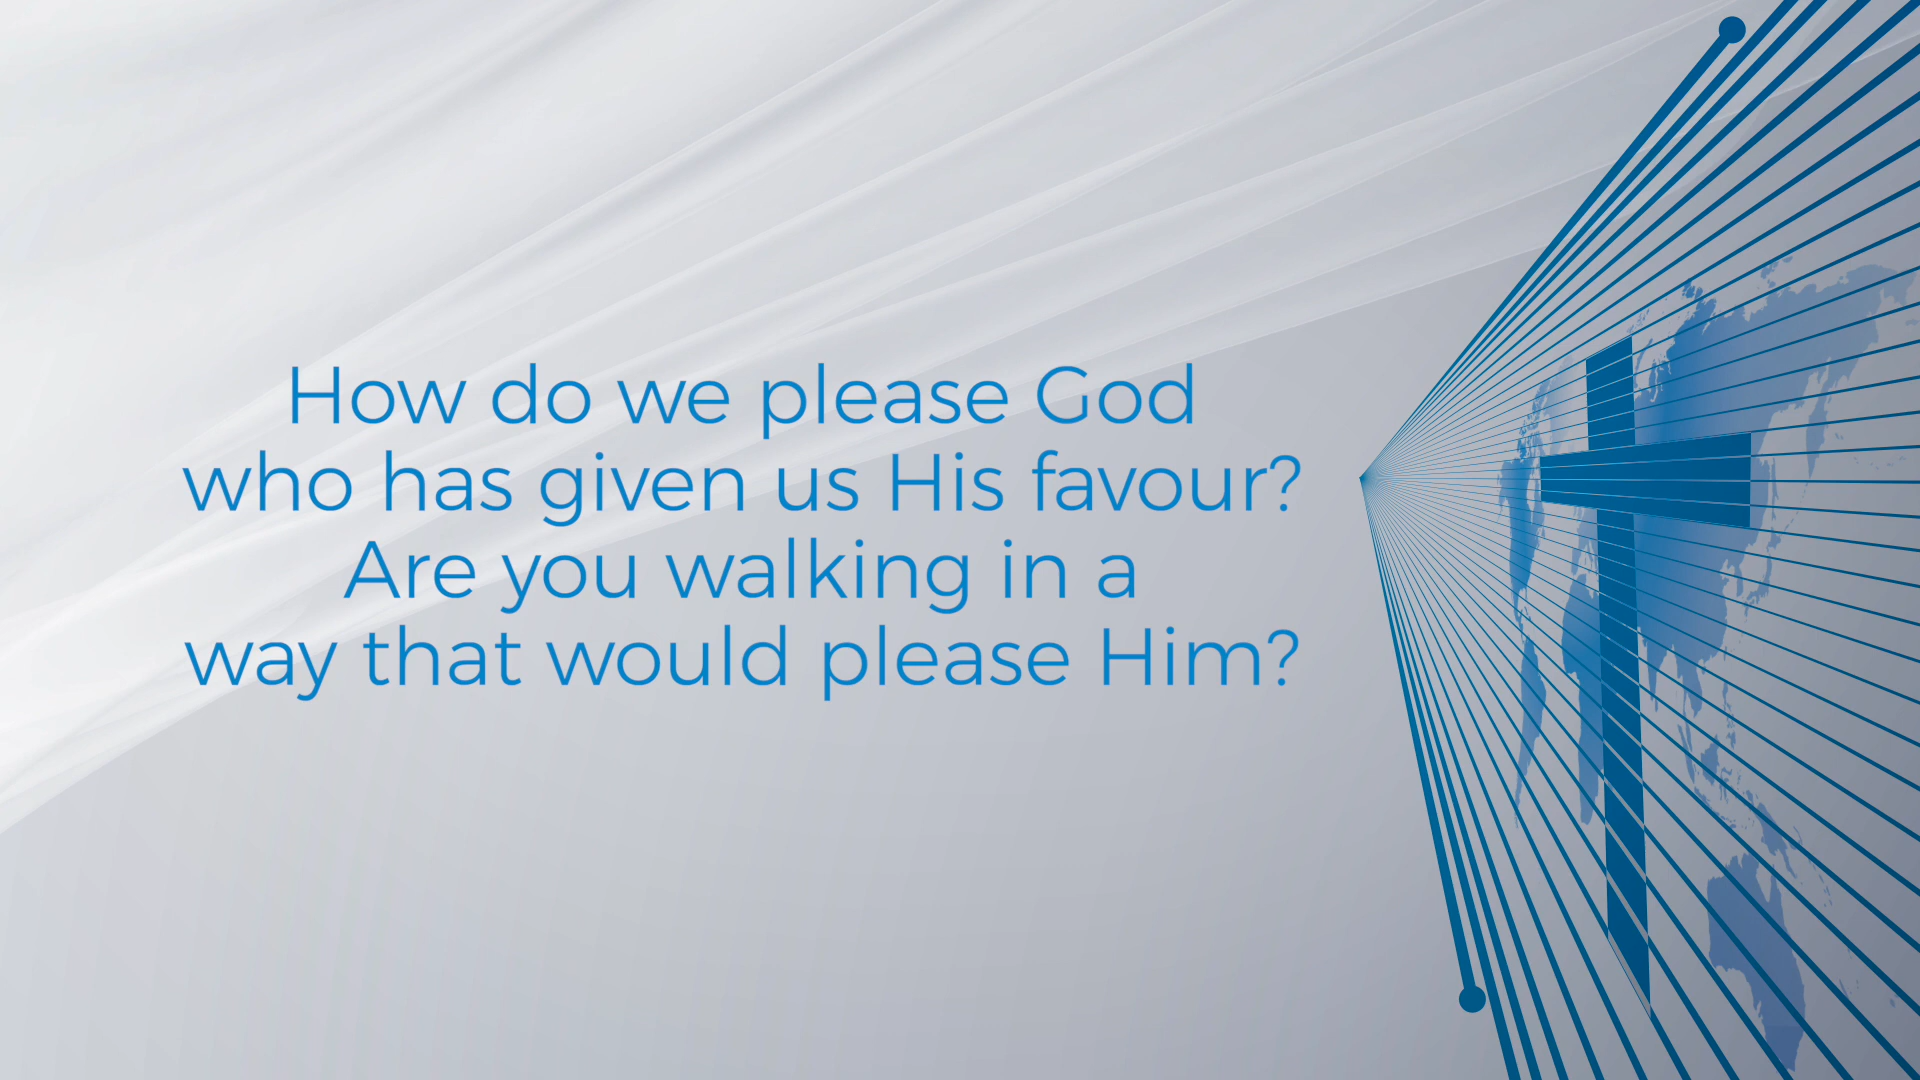 How do we please God
who has given us His favour?
Are you walking in a
way that would please Him?